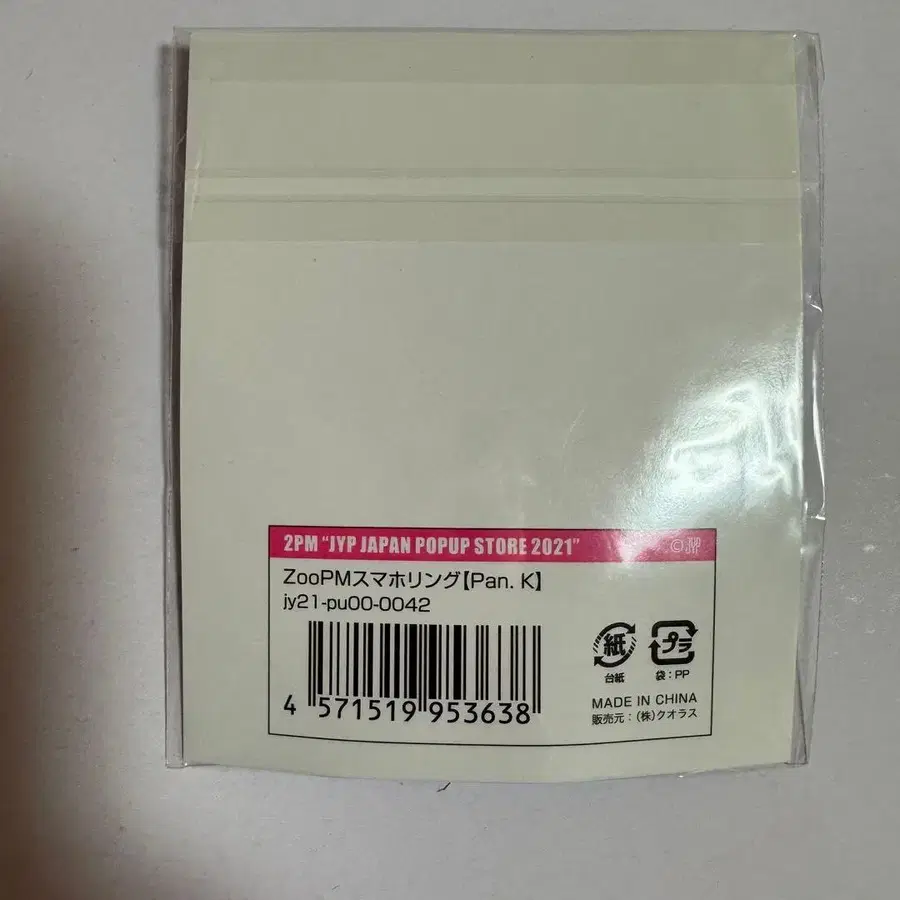 2PM "JYP JAPAN POPUP STORE 2021" ©JYP
ZooPMスマホリング【Pan. K】
jy21-pu00-0042
4 571519 953638
紙 プラ
台紙 袋：PP
MADE IN CHINA
販売元：(株)クオラス